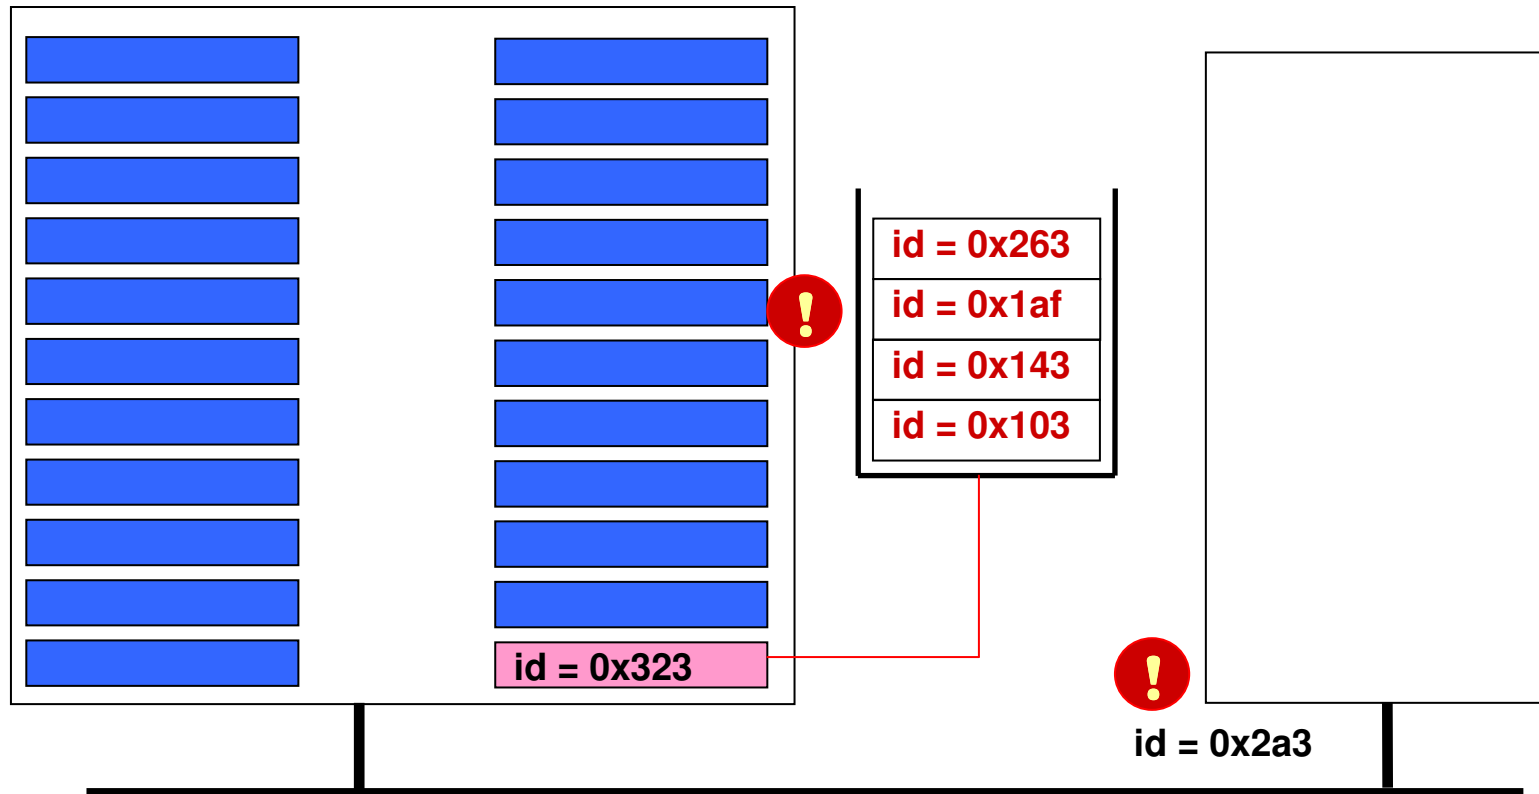 id = 0x263
id = 0x1af
id = 0x143
id = 0x103
id = 0x323
!
!
id = 0x2a3